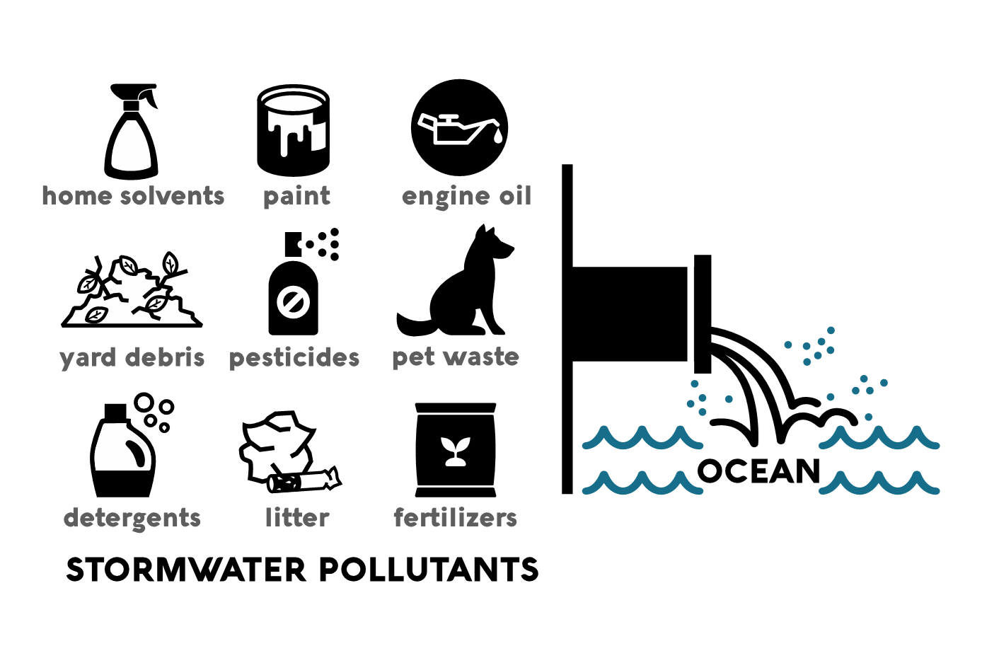 home solvents
paint
engine oil
yard debris
pesticides
pet waste
detergents
litter
fertilizers
STORMWATER POLLUTANTS
OCEAN